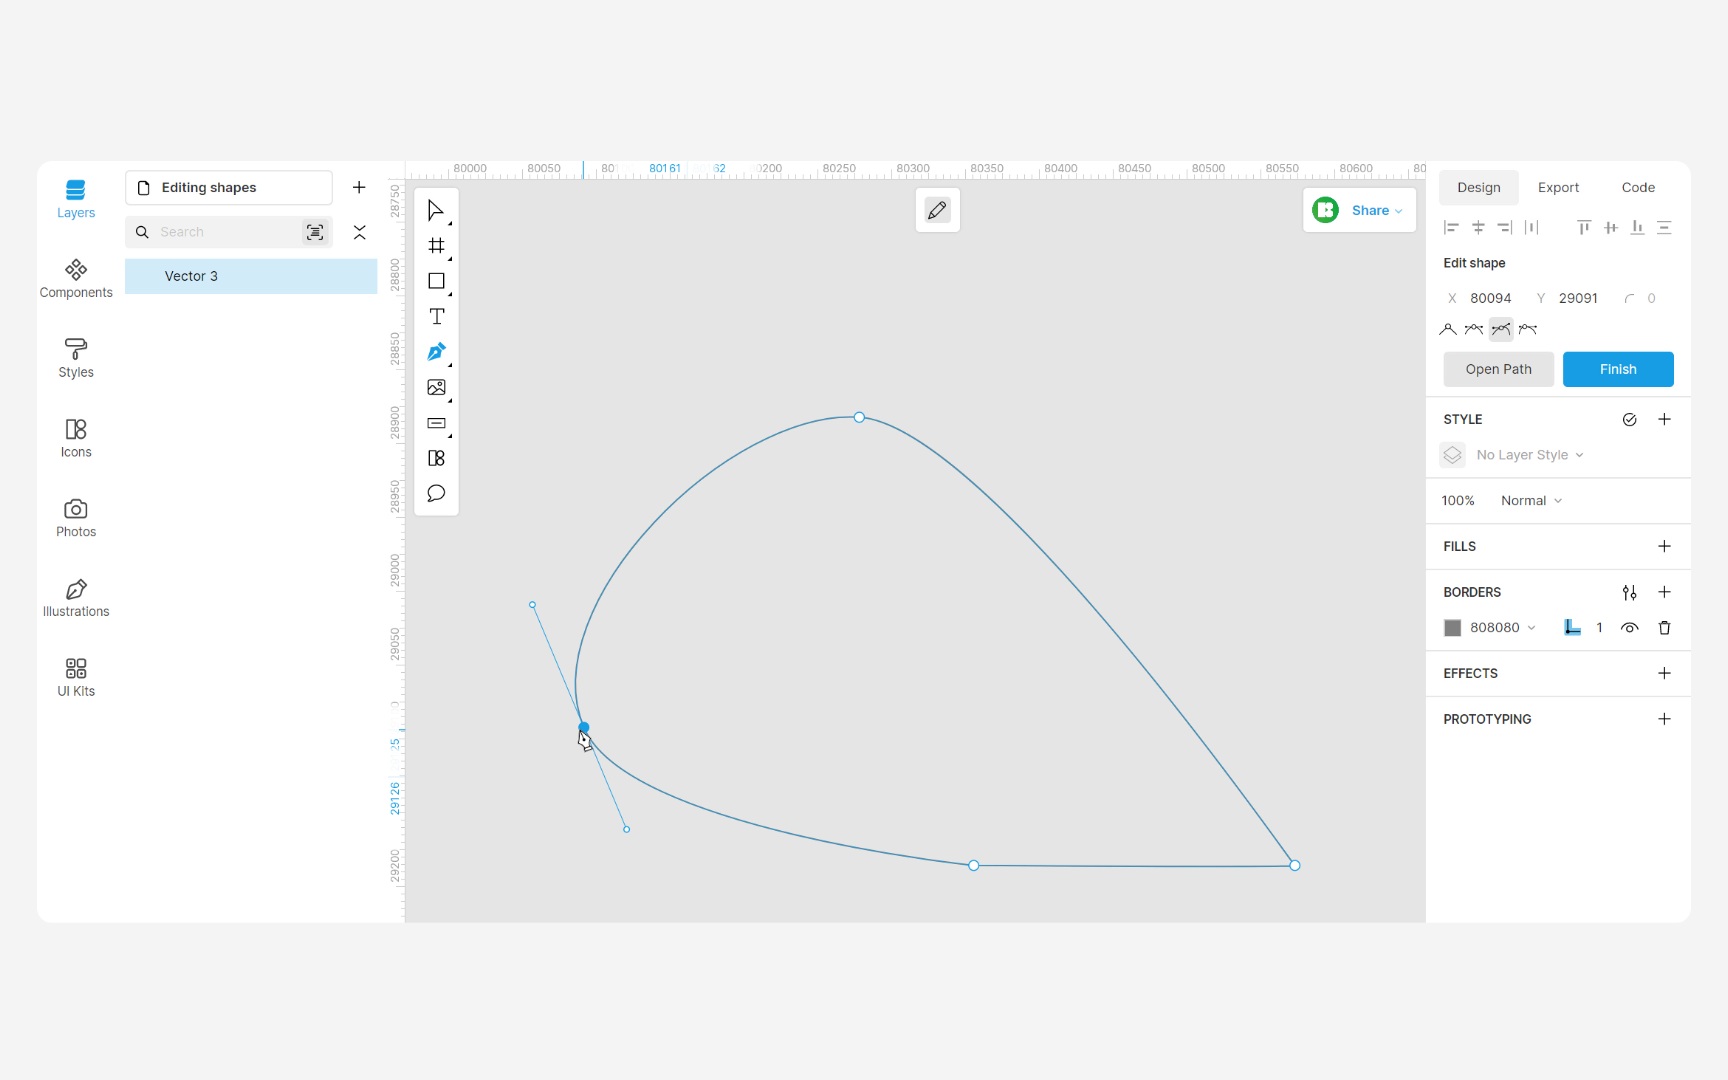 Layers
Components
Styles
Icons
Photos
Illustrations
UI Kits
Editing shapes
Search
Vector 3
80000 80050 80 80161 62 0200 80250 80300 80350 80400 80450 80500 80550 80600 80
28750
28800
28850
28900
28950
29000
29050
25
29126
29200
T
Share
Design Export Code
Edit shape
X 80094 Y 29091 0
Open Path Finish
STYLE
No Layer Style
100% Normal
FILLS
BORDERS
808080 1
EFFECTS
PROTOTYPING